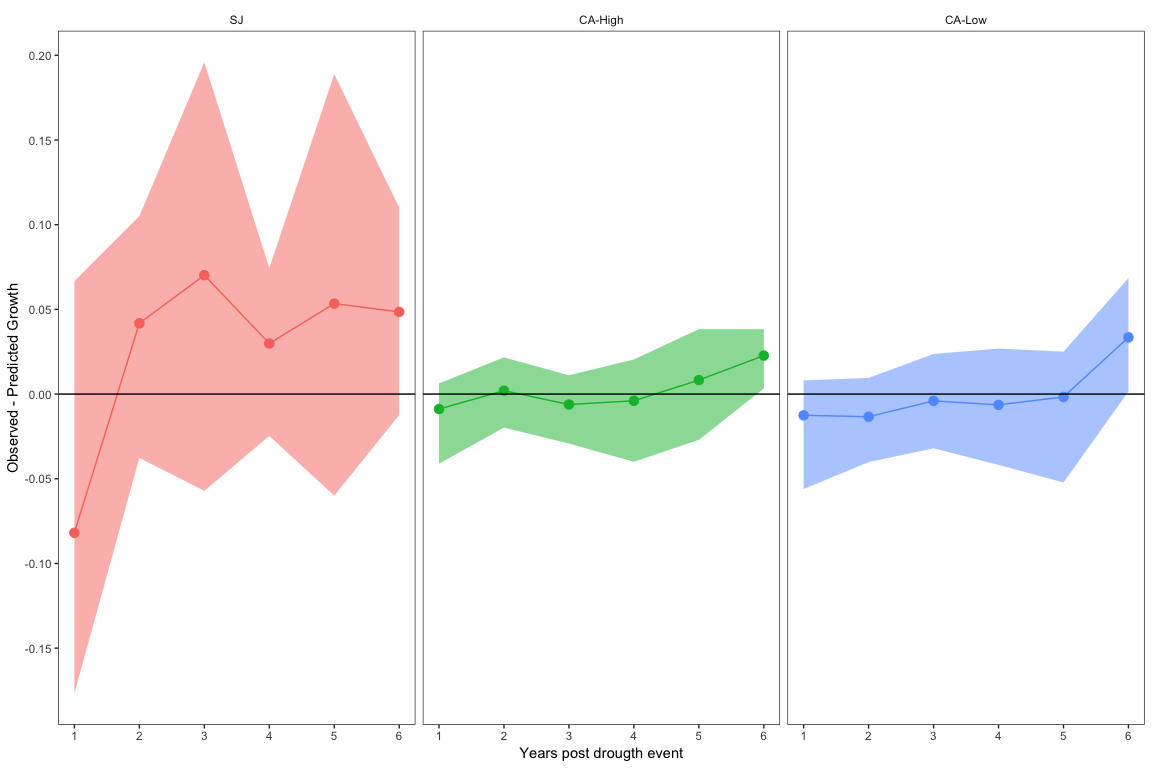 SJ CA-High CA-Low
0.20
0.15
0.10
0.05
0.00
-0.05
-0.10
-0.15
Observed - Predicted Growth
1 2 3 4 5 6 1 2 3 4 5 6 1 2 3 4 5 6
Years post drougth event